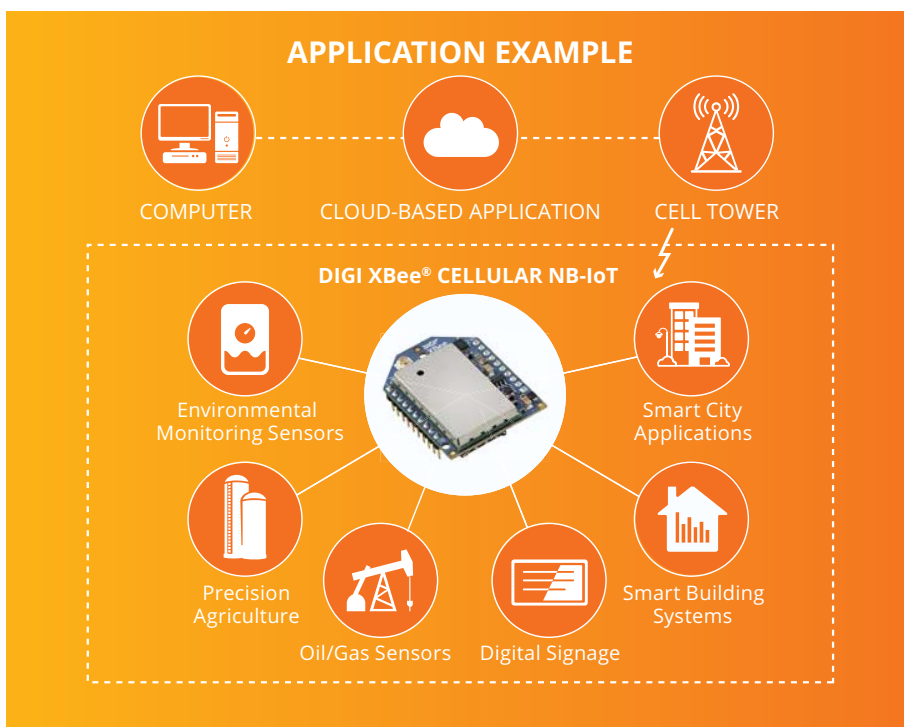 APPLICATION EXAMPLE
COMPUTER
CLOUD-BASED APPLICATION
CELL TOWER
DIGI XBee® CELLULAR NB-IoT
Environmental
Monitoring Sensors
Smart City
Applications
Precision
Agriculture
Smart Building
Systems
Oil/Gas Sensors
Digital Signage